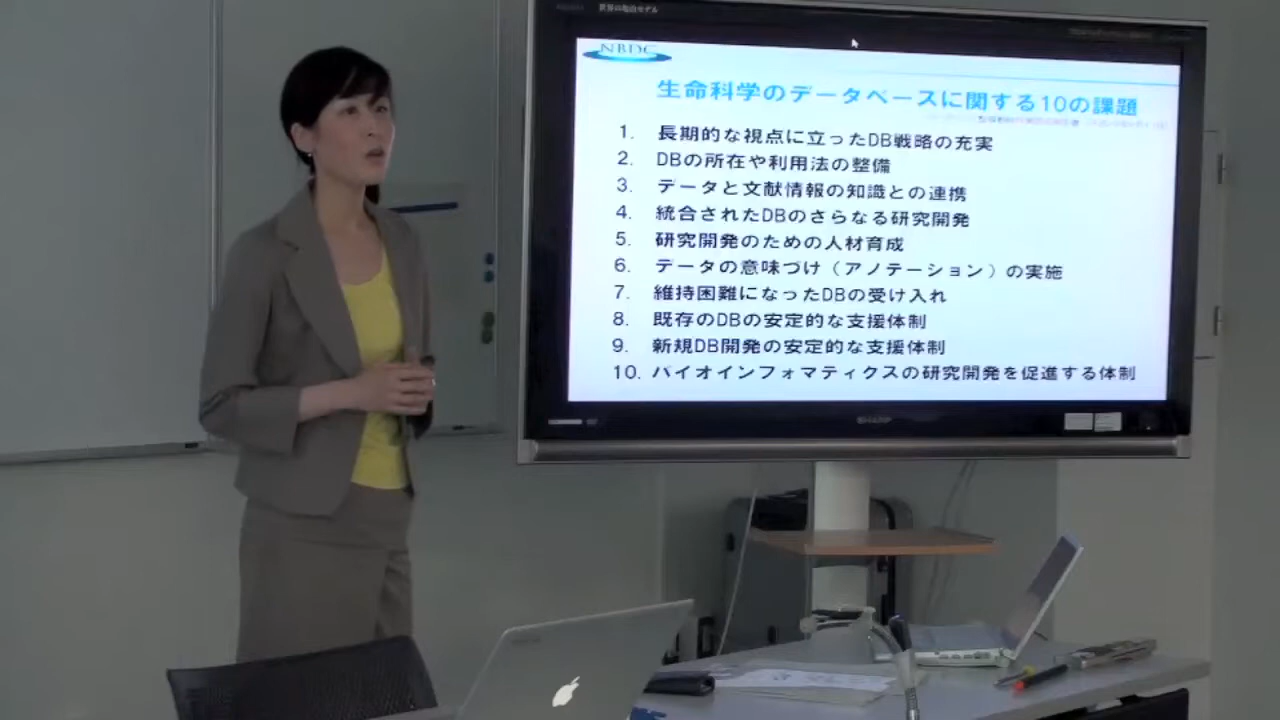 NBDC
生命科学のデータベースに関する10の課題
1. 長期的な視点に立ったDB戦略の充実
2. DBの所在や利用法の整備
3. データと文献情報の知識との連携
4. 統合されたDBのさらなる研究開発
5. 研究開発のための人材育成
6. データの意味づけ（アノテーション）の実施
7. 維持困難になったDBの受け入れ
8. 既存のDBの安定的な支援体制
9. 新規DB開発の安定的な支援体制
10. バイオインフォマティクスの研究開発を促進する体制
SHARP